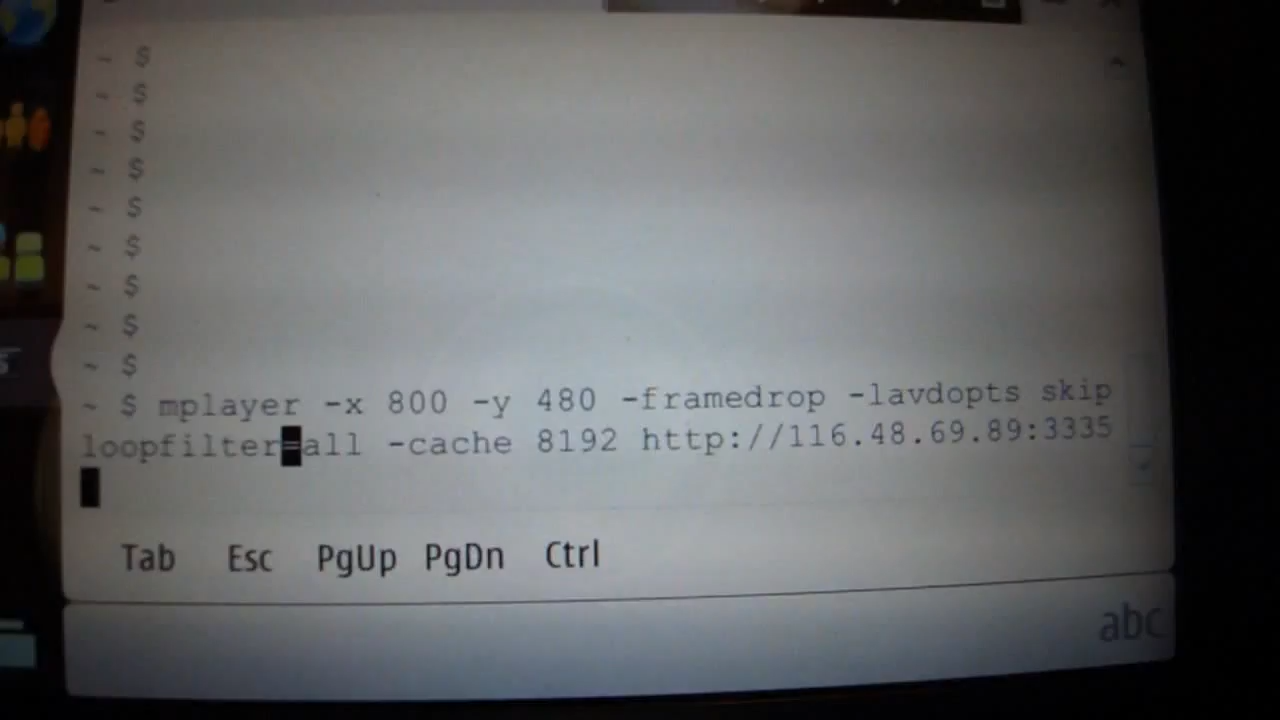 ~ $
~ $
~ $
~ $
~ $
~ $
~ $
~ $
~ $
~ $ mplayer -x 800 -y 480 -framedrop -lavdopts skip
loopfilter=all -cache 8192 http://116.48.69.89:3335
Tab Esc PgUp PgDn Ctrl
abc